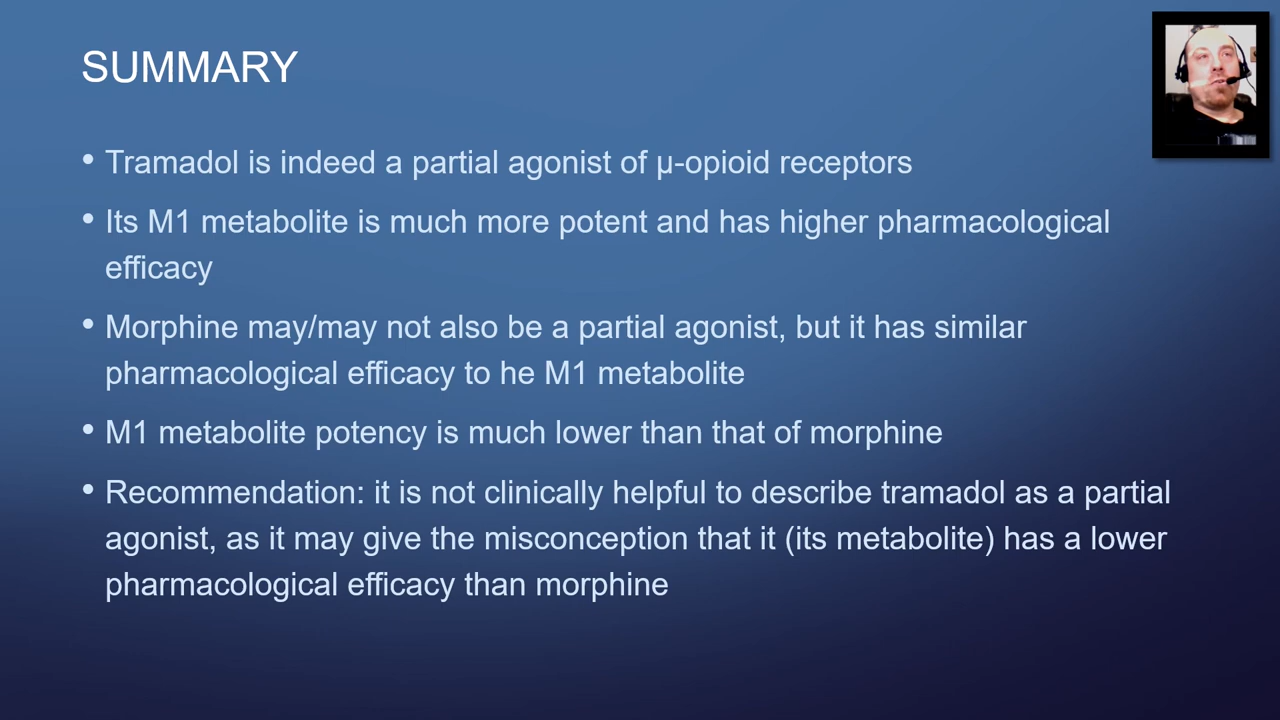 SUMMARY
• Tramadol is indeed a partial agonist of µ-opioid receptors
• Its M1 metabolite is much more potent and has higher pharmacological
efficacy
• Morphine may/may not also be a partial agonist, but it has similar
pharmacological efficacy to he M1 metabolite
• M1 metabolite potency is much lower than that of morphine
• Recommendation: it is not clinically helpful to describe tramadol as a partial
agonist, as it may give the misconception that it (its metabolite) has a lower
pharmacological efficacy than morphine